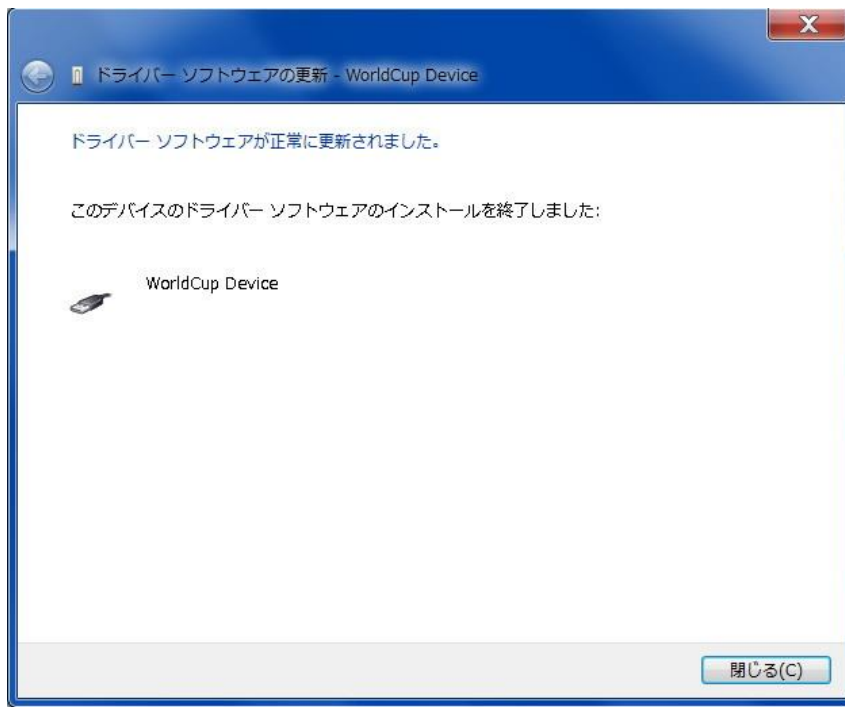 ドライバー ソフトウェアの更新 - WorldCup Device
ドライバー ソフトウェアが正常に更新されました。
このデバイスのドライバー ソフトウェアのインストールを終了しました:
WorldCup Device
閉じる(C)